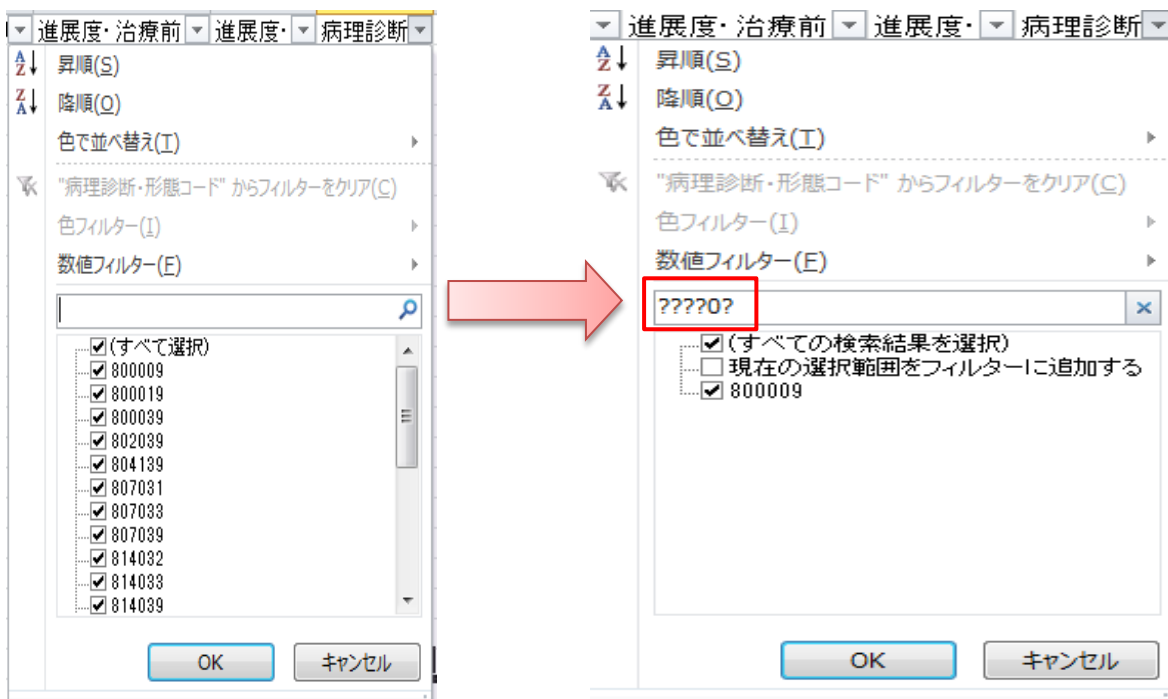 進展度・治療前 進展度・ 病理診断
昇順(S)
降順(O)
色で並べ替え(T)
"病理診断・形態コード" からフィルターをクリア(C)
色フィルター(I)
数値フィルター(F)
(すべて選択)
800009
800019
800039
802039
804139
807031
807033
807039
814032
814033
814039
OK キャンセル
進展度・治療前 進展度・ 病理診断
昇順(S)
降順(O)
色で並べ替え(T)
"病理診断・形態コード" からフィルターをクリア(C)
色フィルター(I)
数値フィルター(F)
????0?
(すべての検索結果を選択)
現在の選択範囲をフィルターに追加する
800009
OK キャンセル